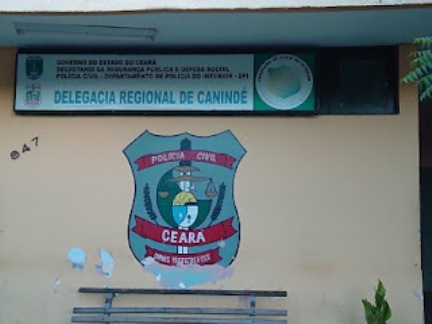 GOVERNO DO ESTADO DO CEARÁ
SECRETARIA DA SEGURANÇA PÚBLICA E DEFESA SOCIAL
POLÍCIA CIVIL - DEPARTAMENTO DE POLÍCIA DO INTERIOR - DPI
DELEGACIA REGIONAL DE CANINDÉ
847
POLÍCIA CIVIL
CEARÁ